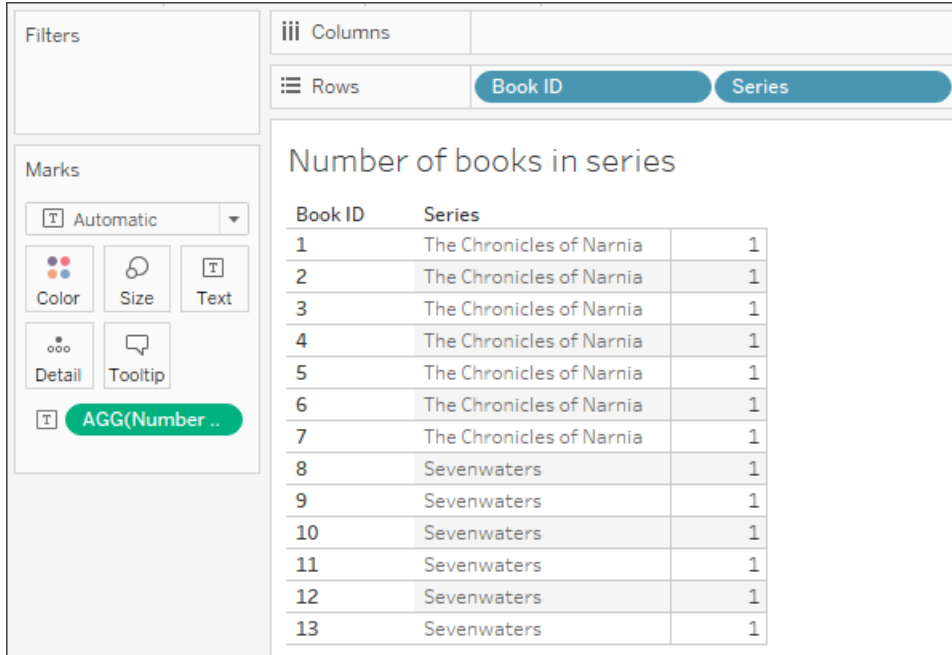 Filters
Columns
Rows
Book ID
Series
Marks
T Automatic
Color
Size
T
Text
Detail
Tooltip
T
AGG(Number ..
Number of books in series
Book ID Series
1 The Chronicles of Narnia 1
2 The Chronicles of Narnia 1
3 The Chronicles of Narnia 1
4 The Chronicles of Narnia 1
5 The Chronicles of Narnia 1
6 The Chronicles of Narnia 1
7 The Chronicles of Narnia 1
8 Sevenwaters 1
9 Sevenwaters 1
10 Sevenwaters 1
11 Sevenwaters 1
12 Sevenwaters 1
13 Sevenwaters 1